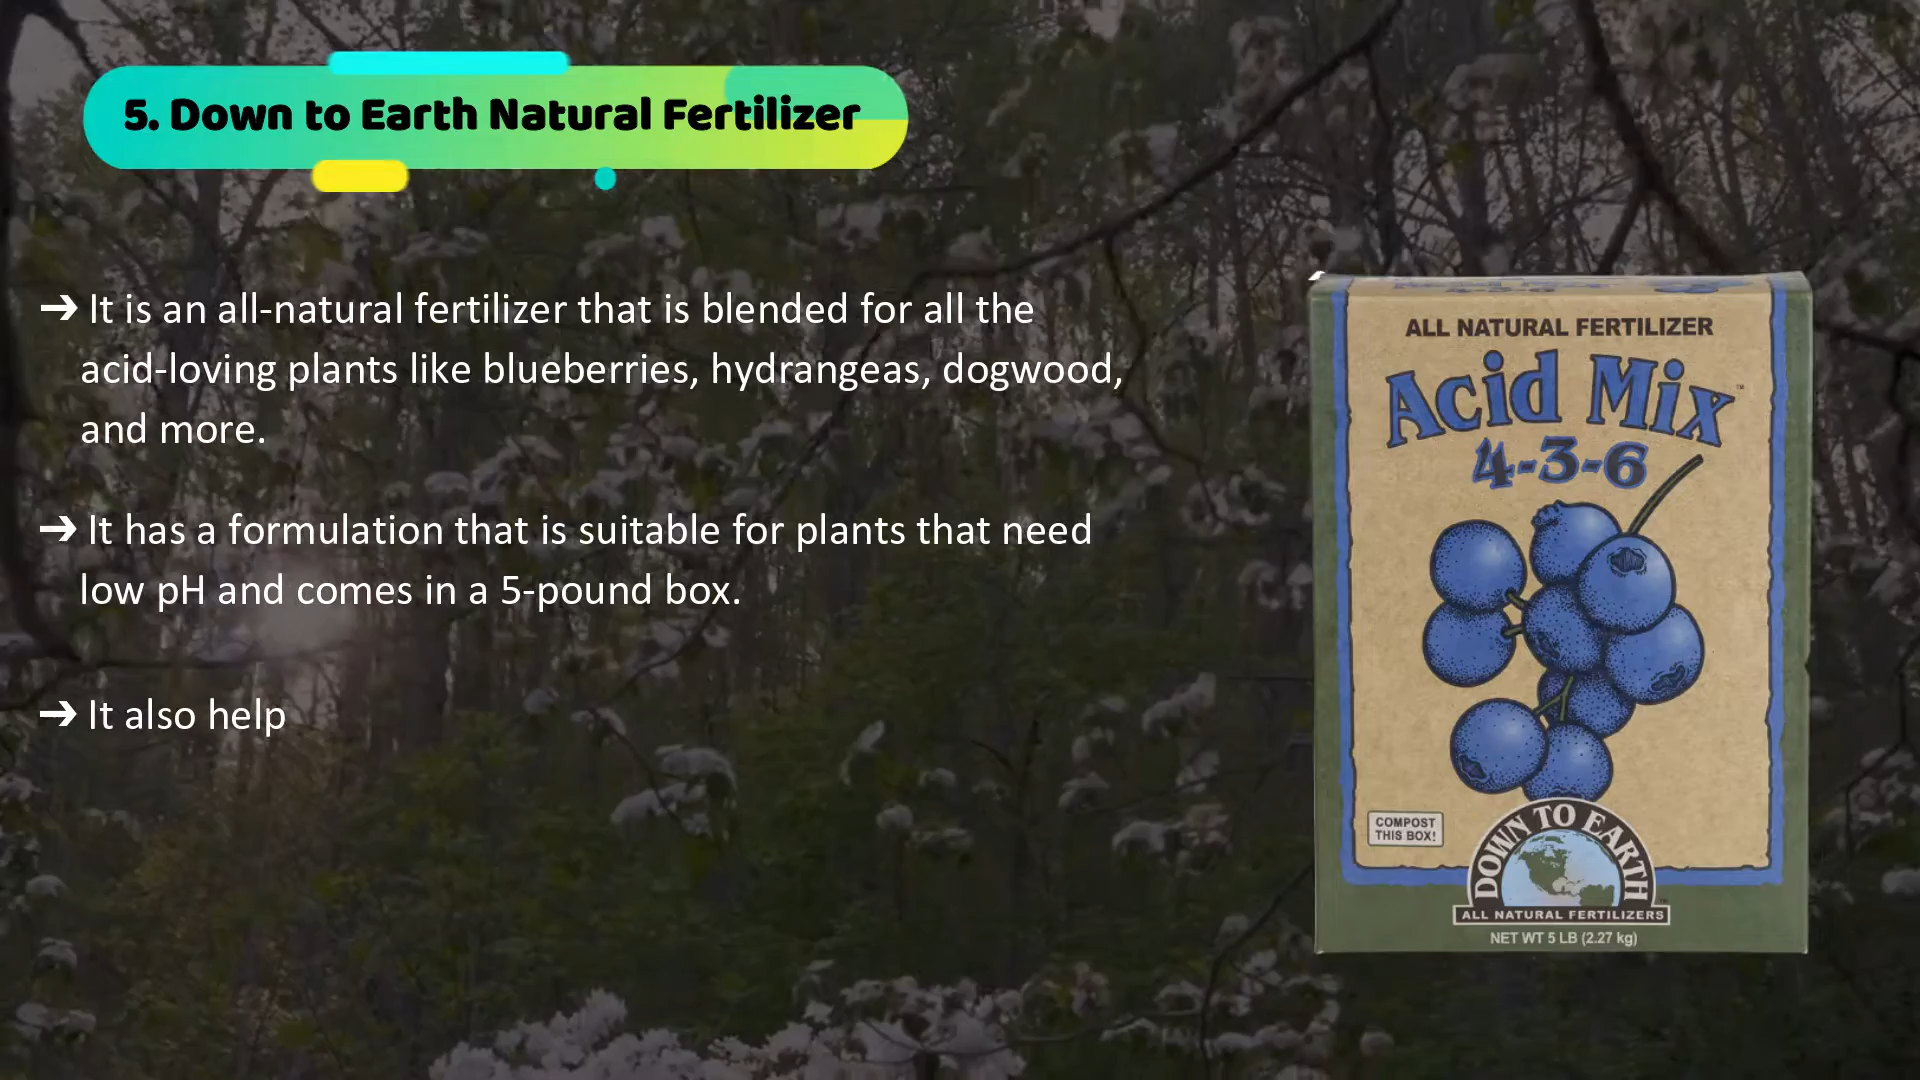 5. Down to Earth Natural Fertilizer
➔ It is an all-natural fertilizer that is blended for all the
acid-loving plants like blueberries, hydrangeas, dogwood,
and more.
➔ It has a formulation that is suitable for plants that need
low pH and comes in a 5-pound box.
➔ It also help
ALL NATURAL FERTILIZER
Acid Mix™
4-3-6
COMPOST
THIS BOX!
DOWN TO EARTH
ALL NATURAL FERTILIZERS
NET WT 5 LB (2.27 kg)